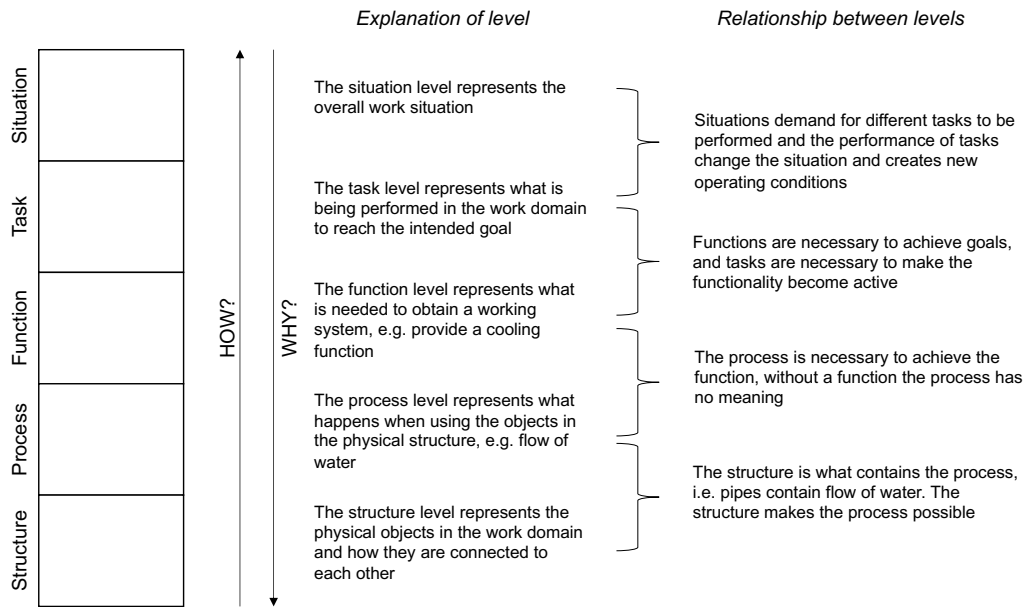 Explanation of level
Relationship between levels
Situation
Task
Function
Process
Structure
HOW?
WHY?
The situation level represents the
overall work situation
The task level represents what is
being performed in the work domain
to reach the intended goal
The function level represents what
is needed to obtain a working
system, e.g. provide a cooling
function
The process level represents what
happens when using the objects in
the physical structure, e.g. flow of
water
The structure level represents the
physical objects in the work domain
and how they are connected to
each other
Situations demand for different tasks to be
performed and the performance of tasks
change the situation and creates new
operating conditions
Functions are necessary to achieve goals,
and tasks are necessary to make the
functionality become active
The process is necessary to achieve the
function, without a function the process has
no meaning
The structure is what contains the process,
i.e. pipes contain flow of water. The
structure makes the process possible